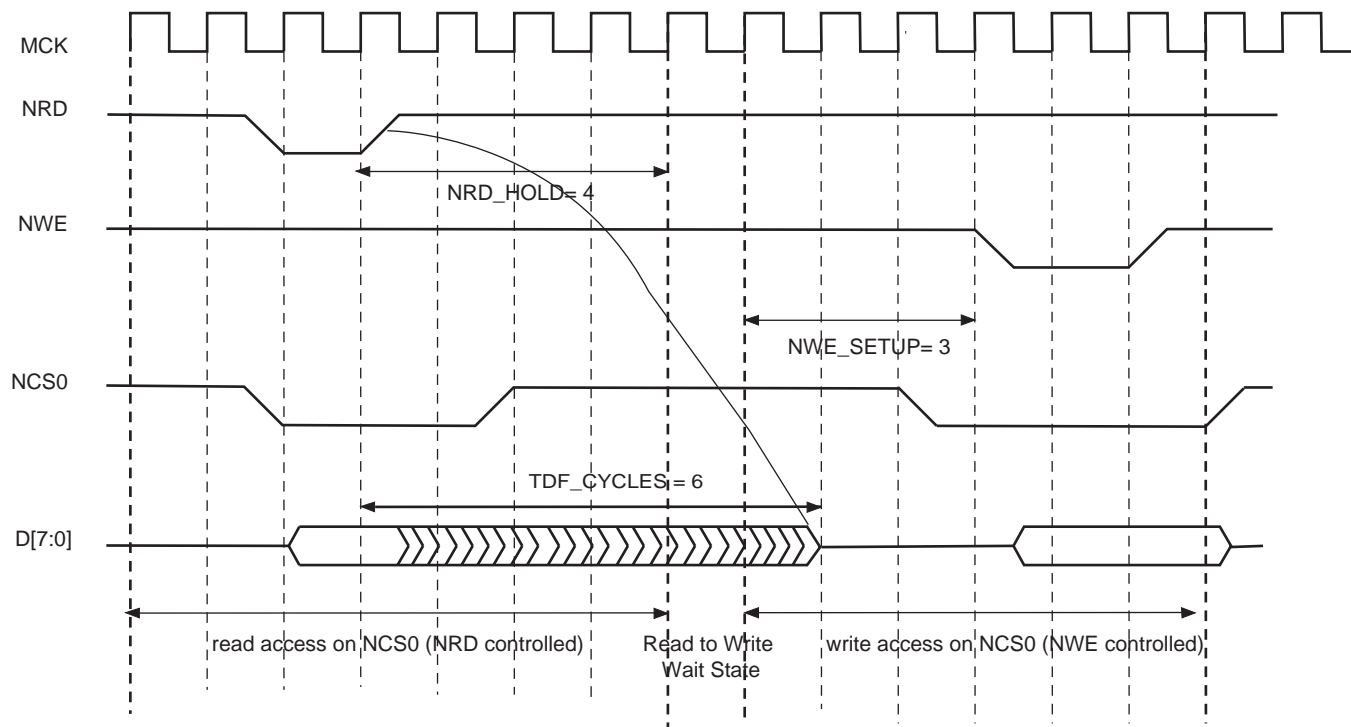 MCK
NRD
NRD_HOLD= 4
NWE
NWE_SETUP= 3
NCS0
TDF_CYCLES = 6
D[7:0]
read access on NCS0 (NRD controlled)
Read to Write
Wait State
write access on NCS0 (NWE controlled)